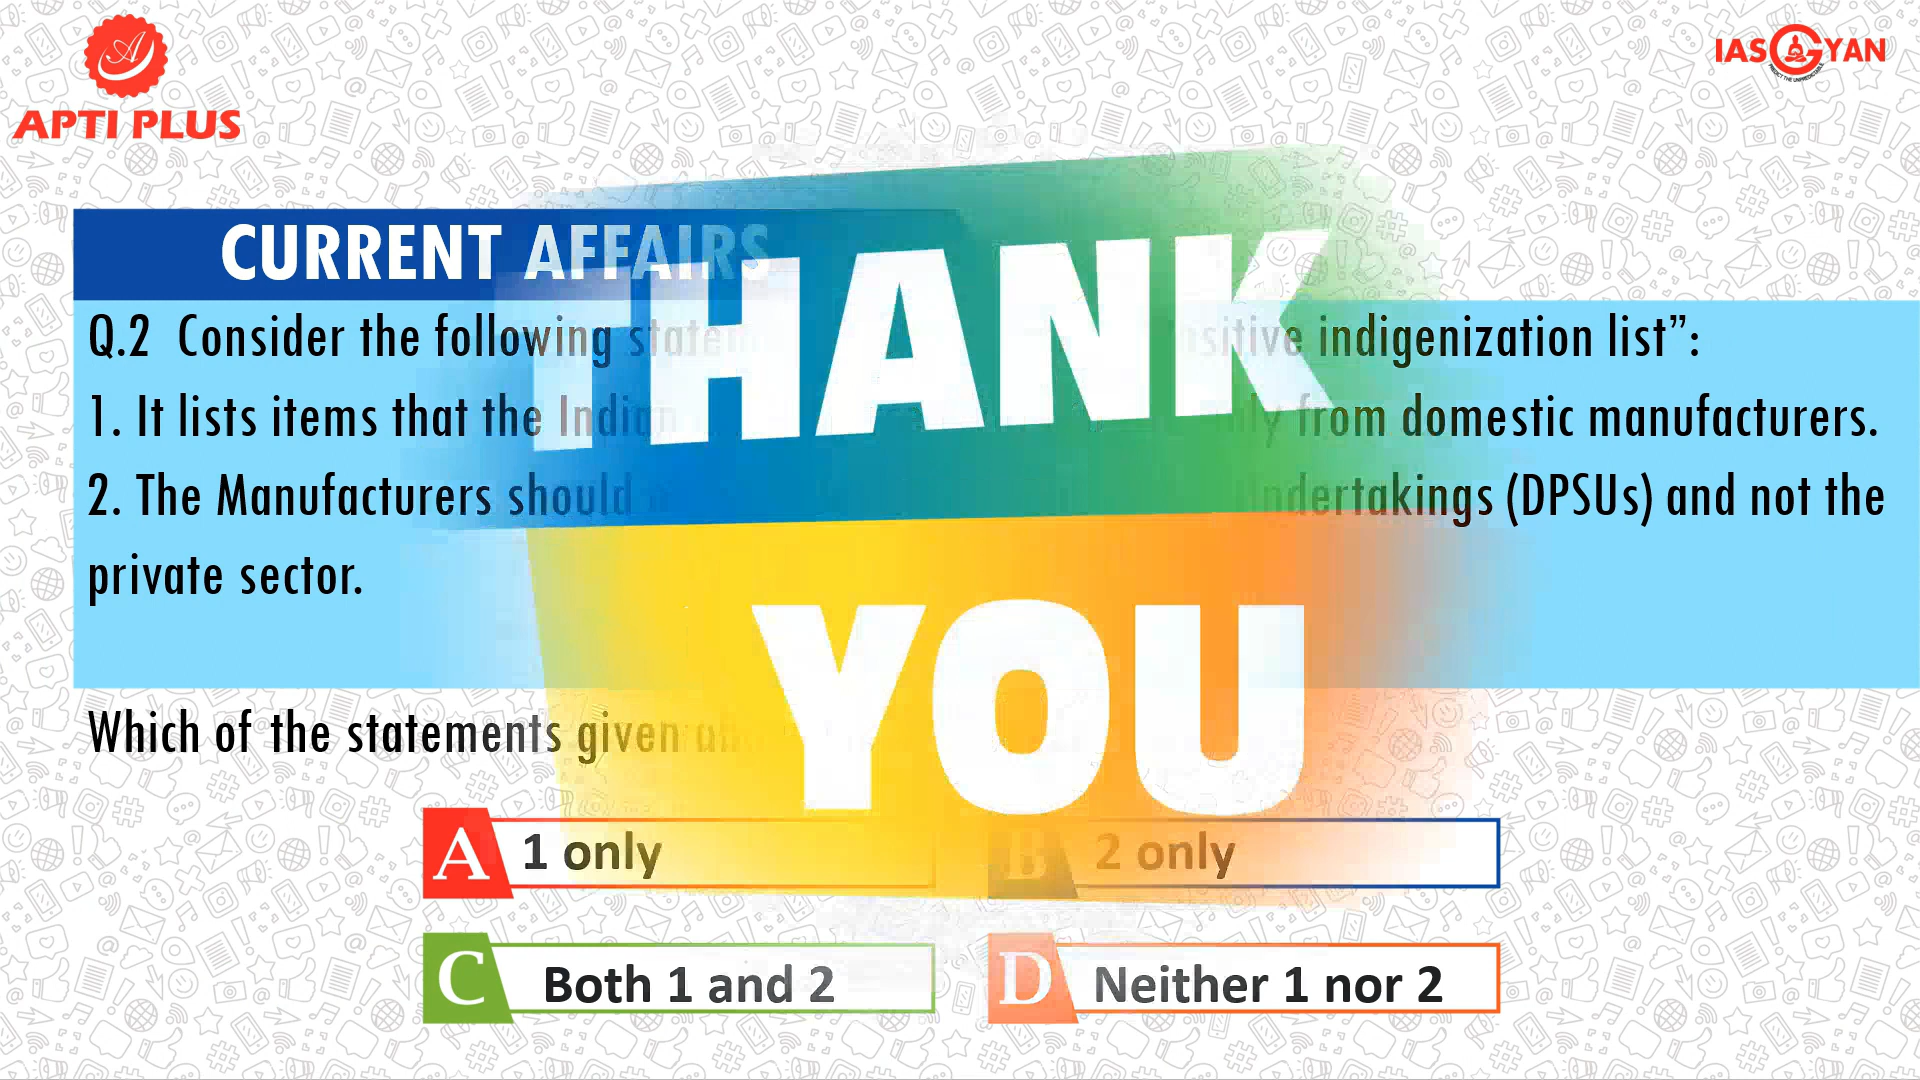 APTI PLUS
IAS GYAN
CURRENT AFFAIRS
THANK
YOU
Q.2 Consider the following indigenization list”:
1. It lists items that the Indian from domestic manufacturers.
2. The Manufacturers should (DPSUs) and not the
private sector.
Which of the statements given
A 1 only
B 2 only
C Both 1 and 2
D Neither 1 nor 2